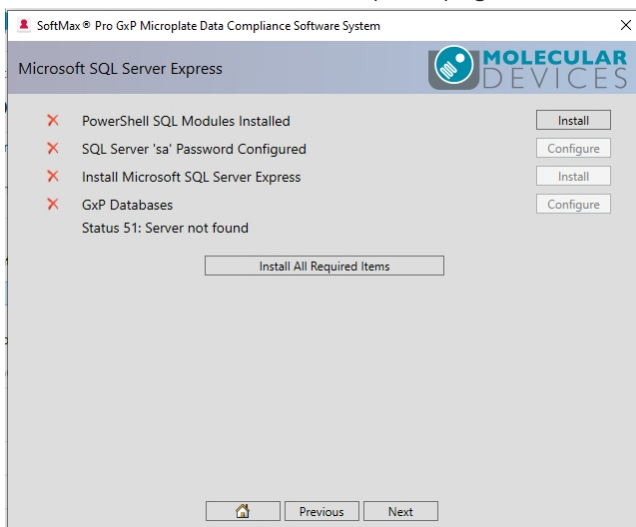 SoftMax® Pro GxP Microplate Data Compliance Software System
Microsoft SQL Server Express
MOLECULAR
DEVICES
PowerShell SQL Modules Installed
Install
SQL Server 'sa' Password Configured
Configure
Install Microsoft SQL Server Express
Install
GxP Databases
Configure
Status 51: Server not found
Install All Required Items
Previous
Next